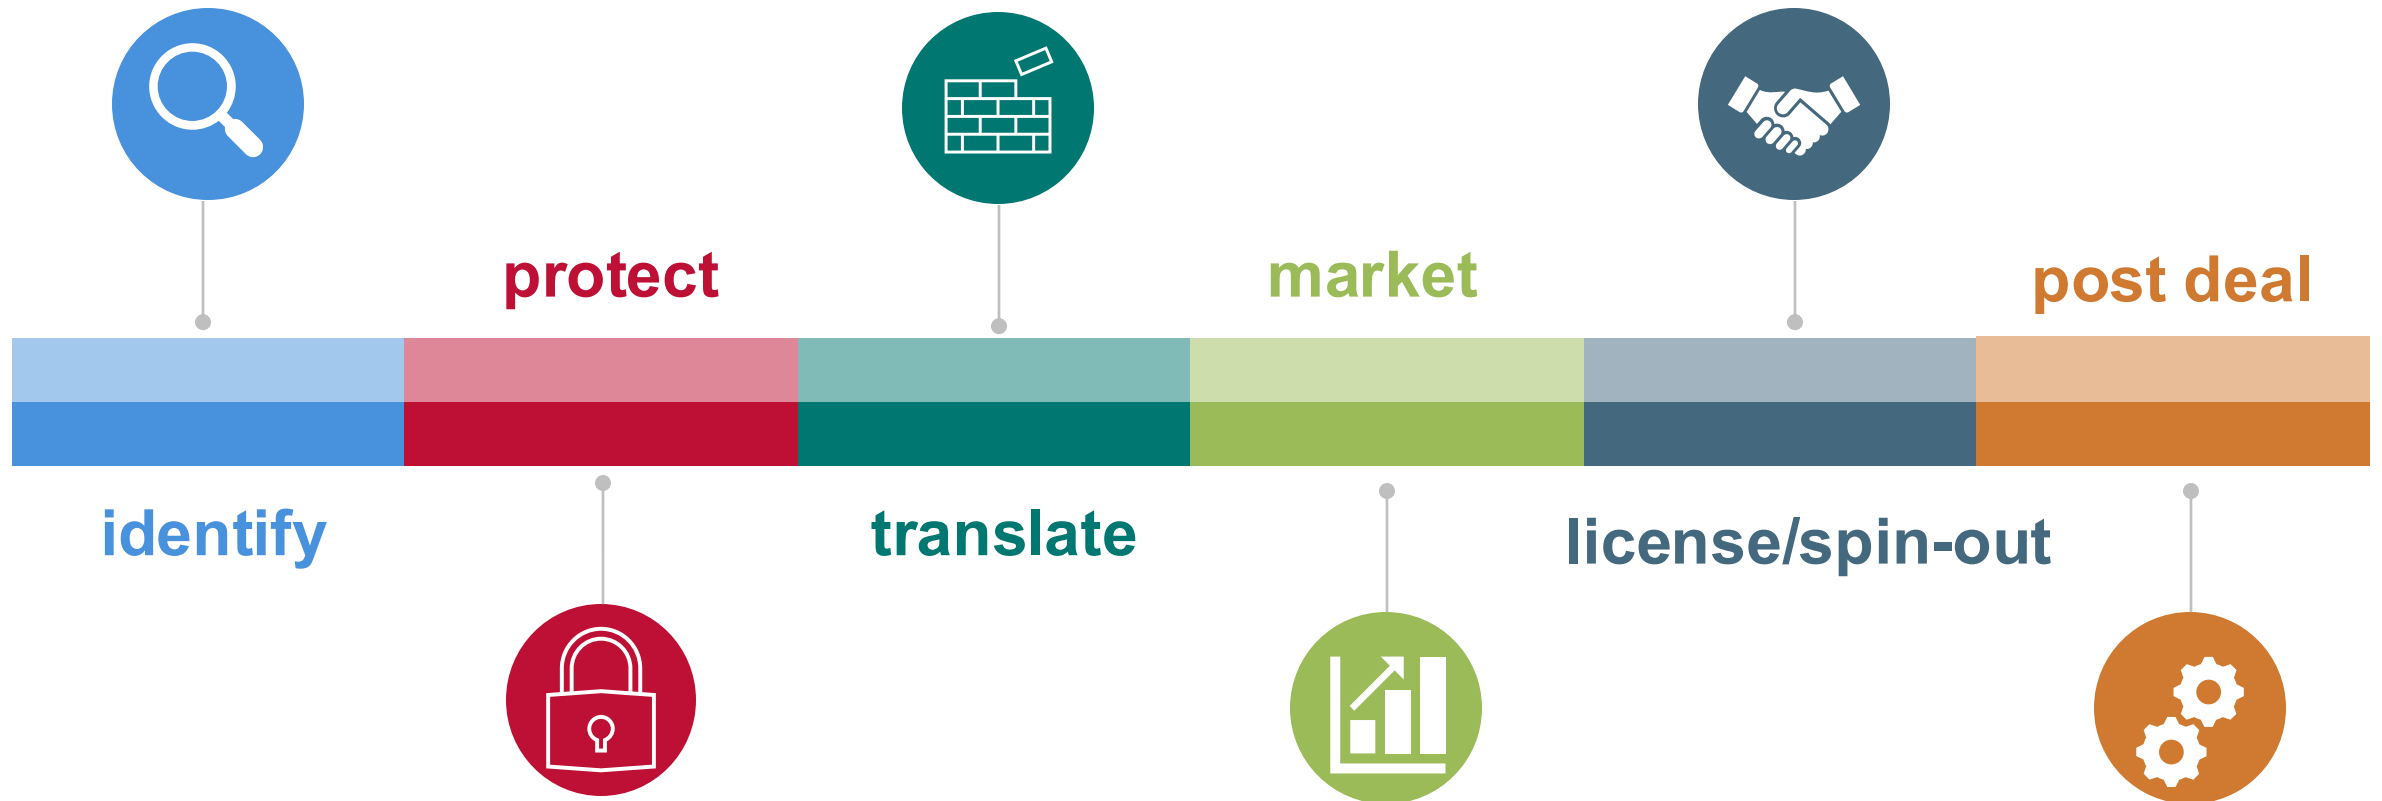 identify
protect
translate
market
license/spin-out
post deal